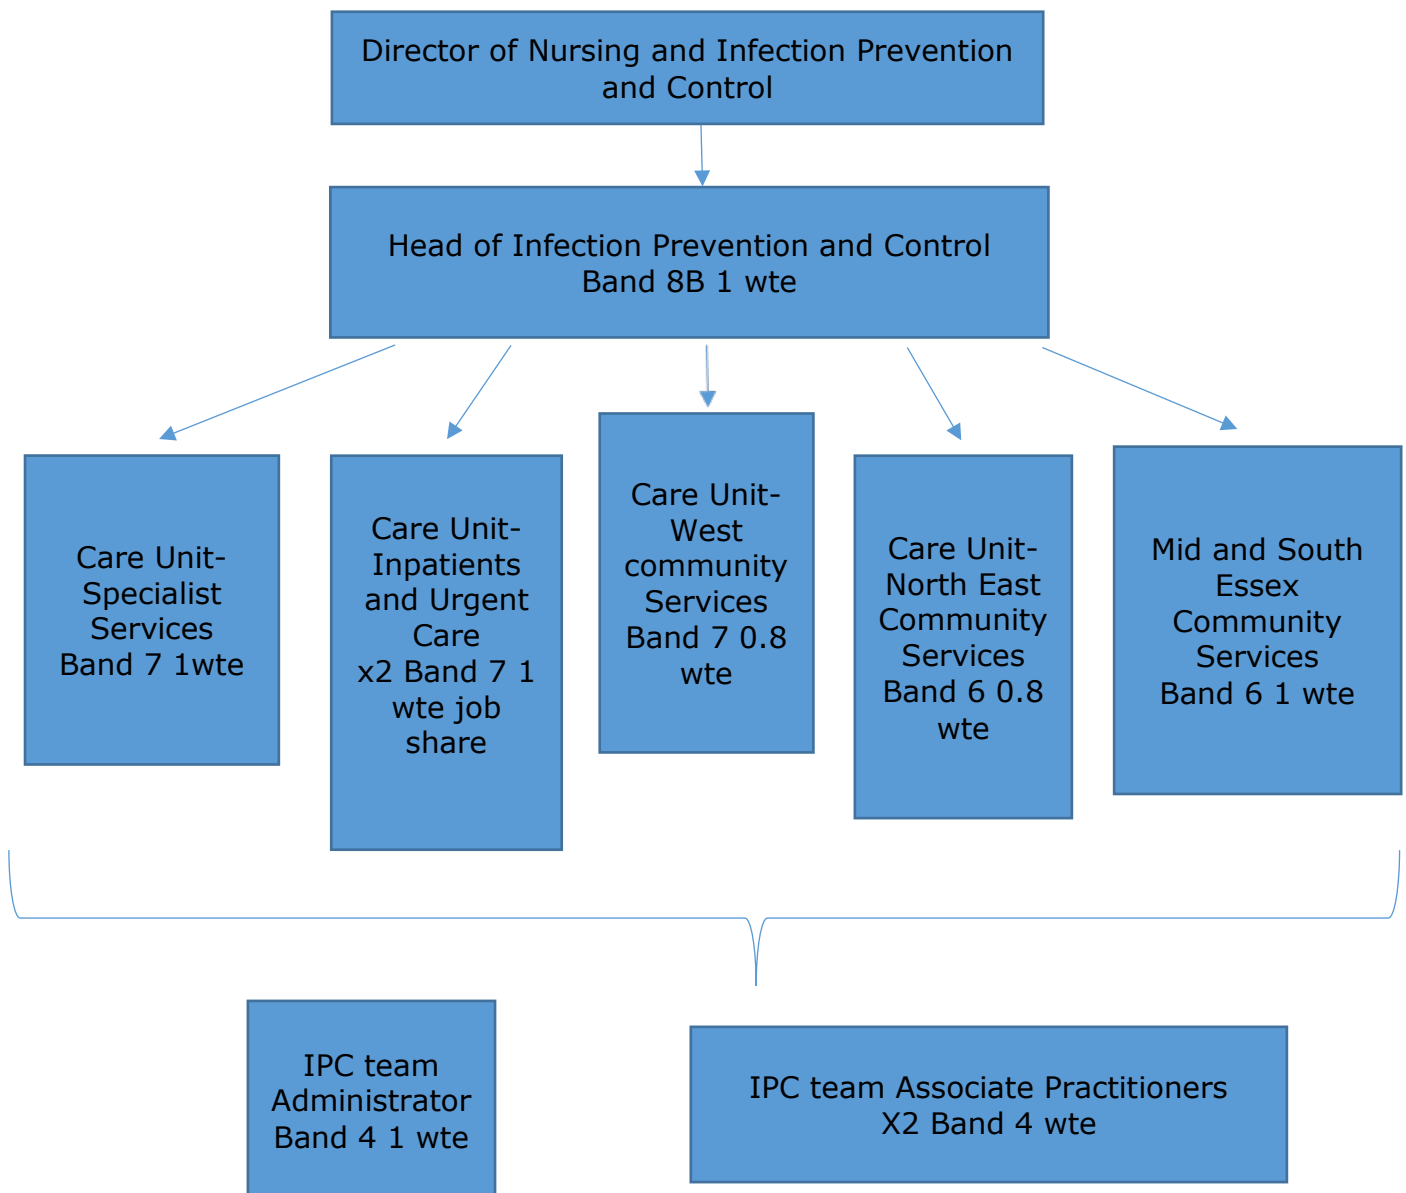 Director of Nursing and Infection Prevention
and Control
Head of Infection Prevention and Control
Band 8B 1 wte
Care Unit-
Specialist
Services
Band 7 1wte
Care Unit-
Inpatients
and Urgent
Care
x2 Band 7 1
wte job
share
Care Unit-
West
community
Services
Band 7 0.8
wte
Care Unit-
North East
Community
Services
Band 6 0.8
wte
Mid and South
Essex
Community
Services
Band 6 1 wte
IPC team
Administrator
Band 4 1 wte
IPC team Associate Practitioners
X2 Band 4 wte